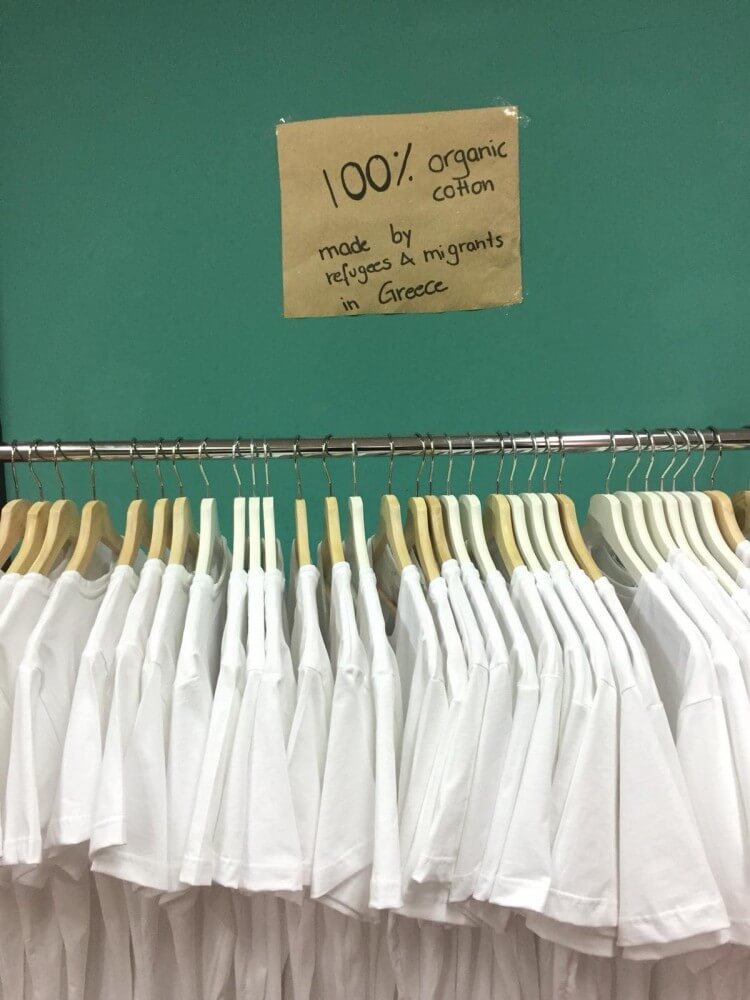 100% organic
cotton
made by
refugees & migrants
in Greece